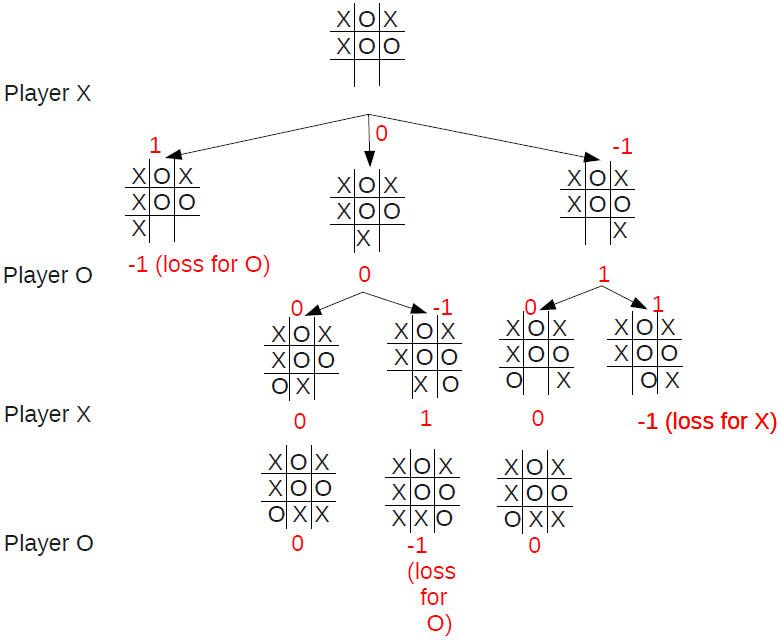 X O X
X O O
Player X
1 0 -1
X O X X O X X O X
X O O X O O X O O
X X X
Player O -1 (loss for O) 0 1
0 -1 0 1
X O X X O X X O X X O X
X O O X O O X O O X O O
O X X O O X O X
Player X 0 1 0 -1 (loss for X)
X O X X O X X O X
X O O X O O X O O
O X X X X O O X X
Player O 0 -1 0
(loss
for
O)